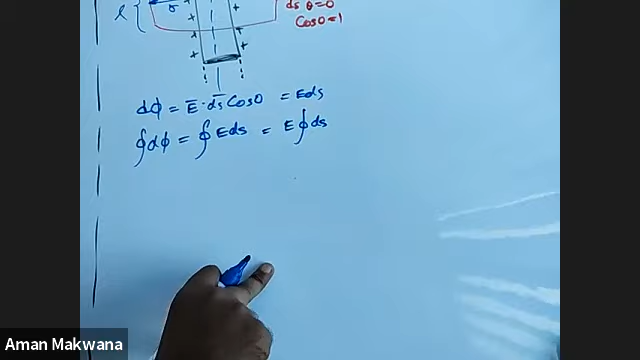 ds θ=0
l r Cosθ=1
+ + + + + + + +
dφ = E·ds Cosθ = Eds
∮dφ = ∮Eds = E∮ds
Aman Makwana